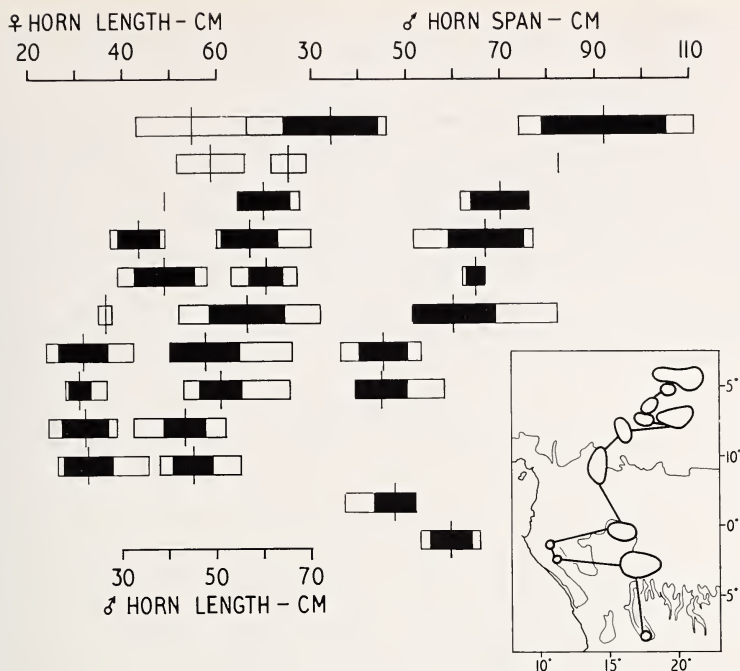 ♀ HORN LENGTH – CM
♂ HORN SPAN – CM
20 40 60 30 50 70 90 110
30 50 70
♂ HORN LENGTH – CM
5°
10°
0°
5°
10° 15° 20°